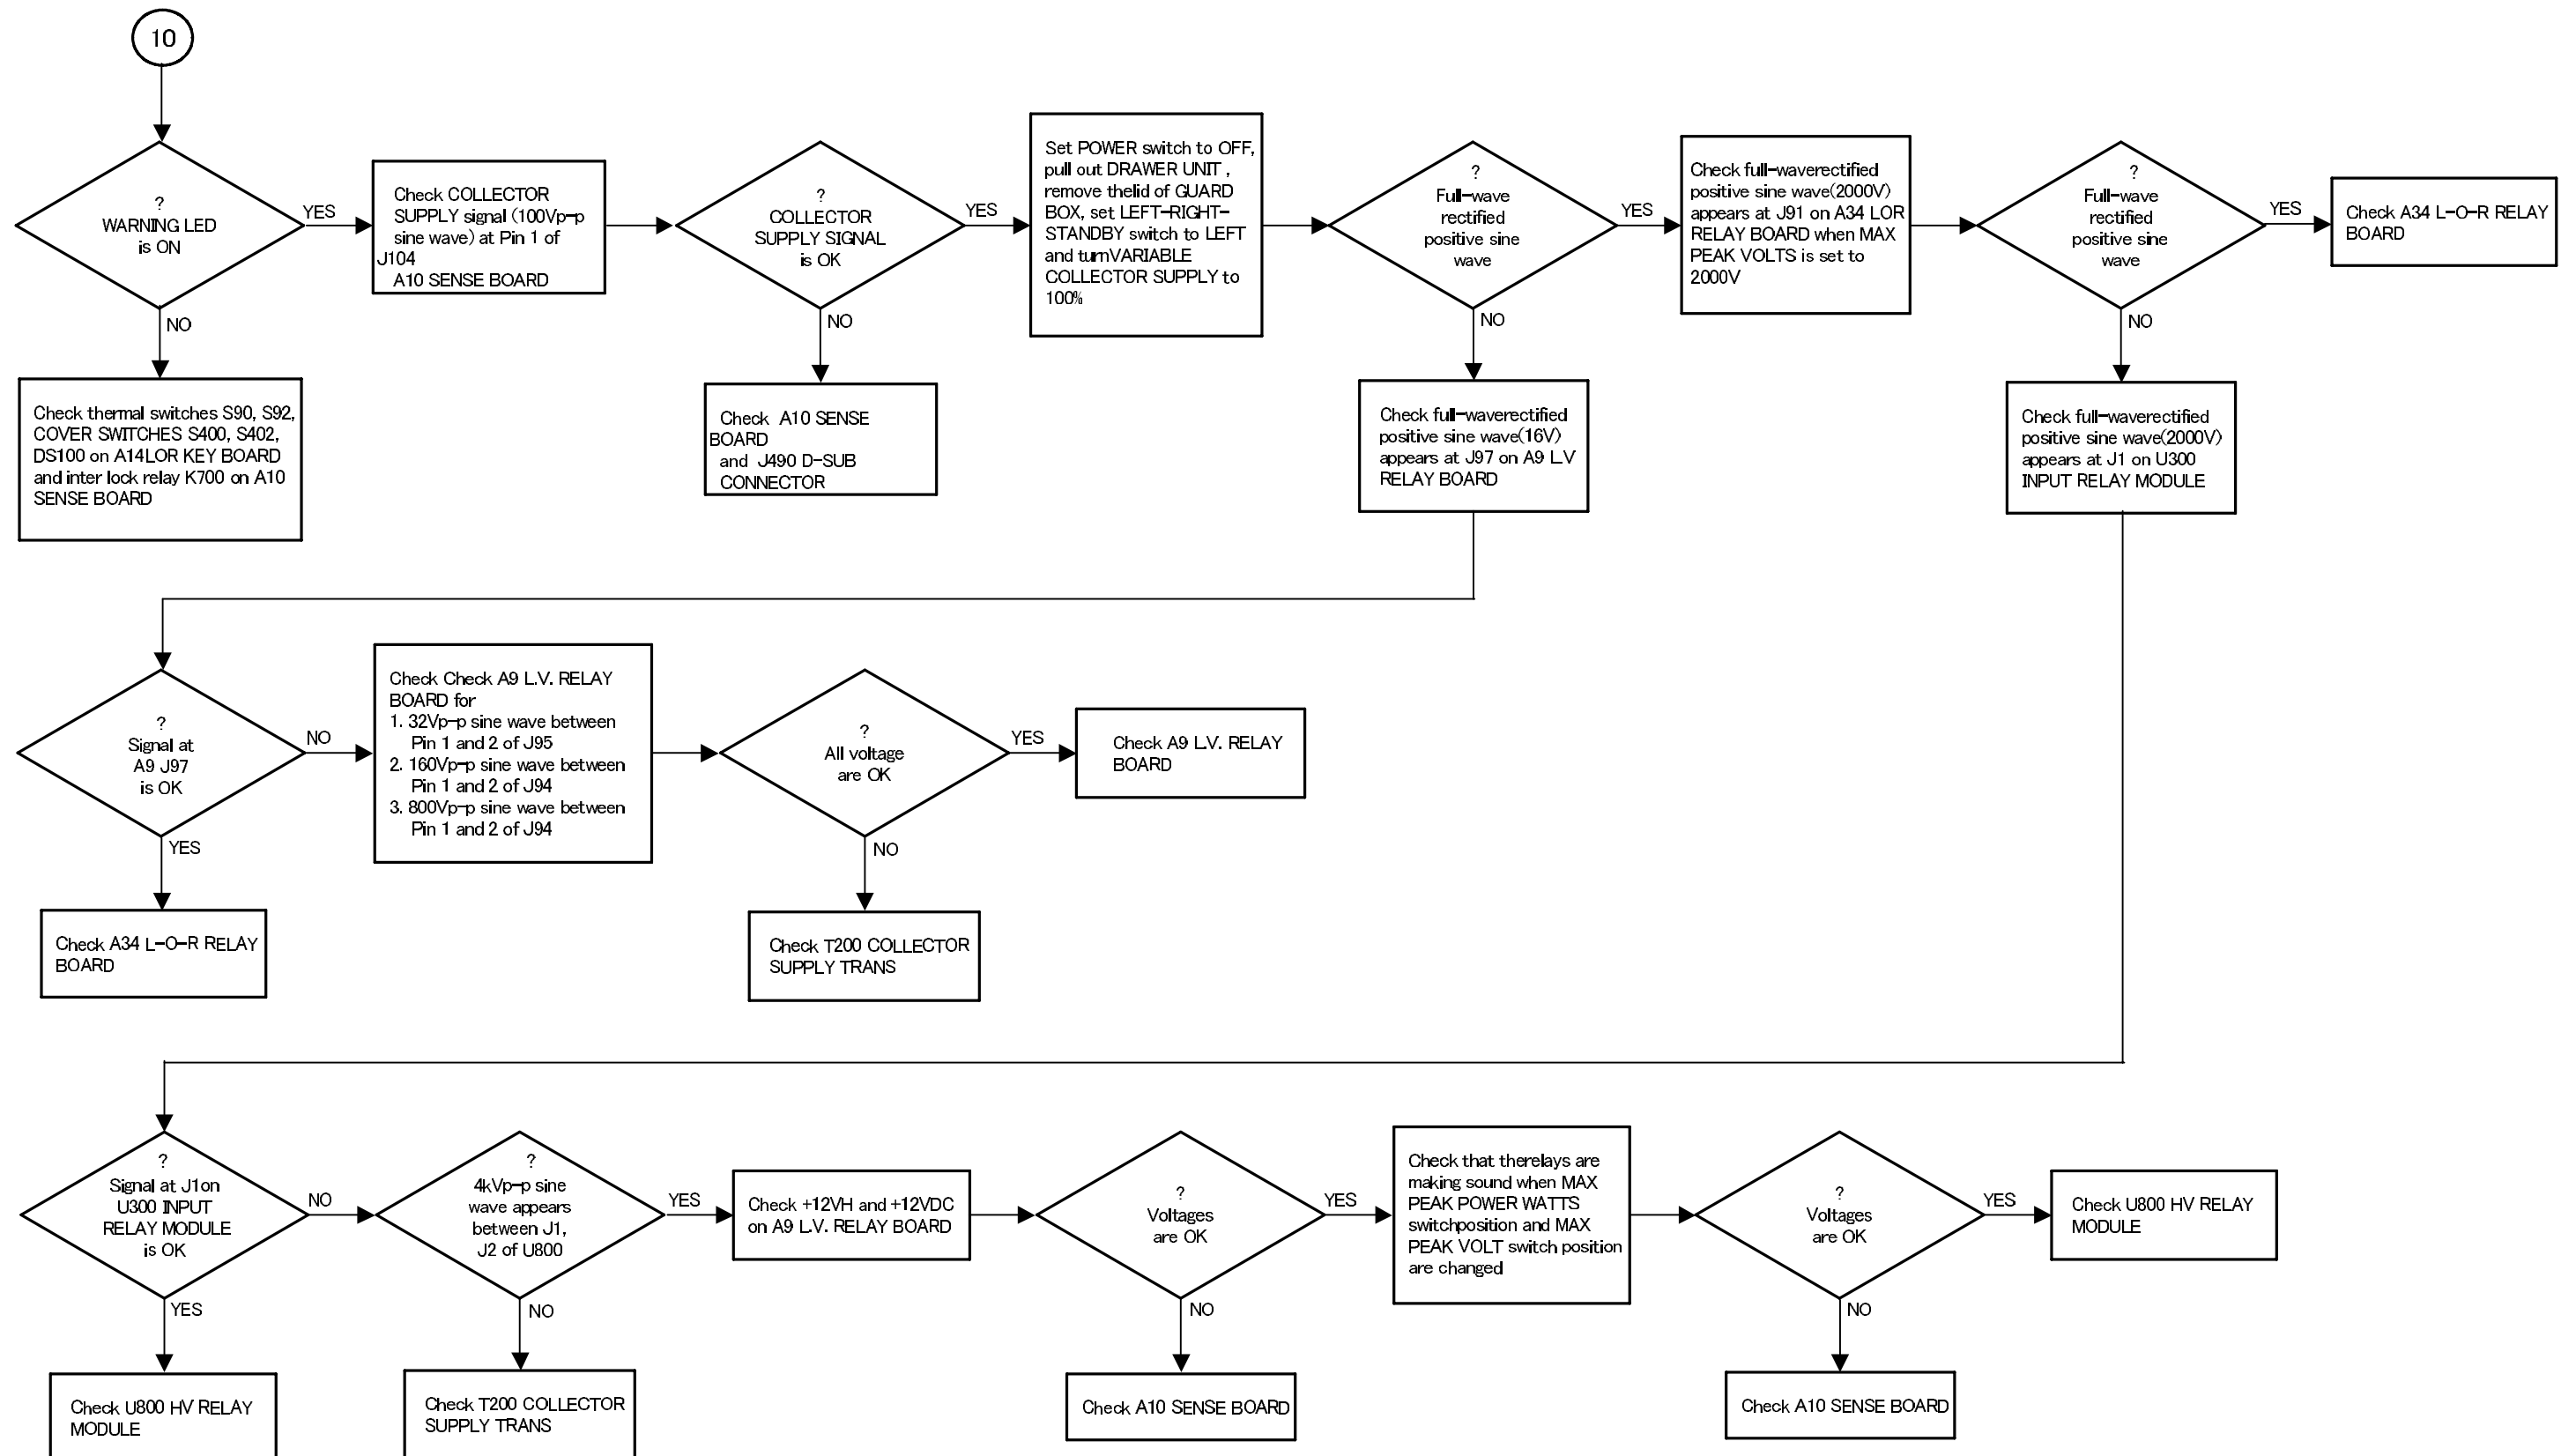 10
?
WARNING LED
is ON
YES
NO
Check COLLECTOR
SUPPLY signal (100Vp-p
sine wave) at Pin 1 of
J104
A10 SENSE BOARD
?
COLLECTOR
SUPPLY SIGNAL
is OK
YES
NO
Set POWER switch to OFF,
pull out DRAWER UNIT ,
remove thelid of GUARD
BOX, set LEFT-RIGHT-
STANDBY switch to LEFT
and turnVARIABLE
COLLECTOR SUPPLY to
100%
?
Full-wave
rectified
positive sine
wave
YES
NO
Check full-waverectified
positive sine wave(2000V)
appears at J91 on A34 LOR
RELAY BOARD when MAX
PEAK VOLTS is set to
2000V
?
Full-wave
rectified
positive sine
wave
YES
NO
Check A34 L-O-R RELAY
BOARD
Check thermal switches S90, S92,
COVER SWITCHES S400, S402,
DS100 on A14LOR KEY BOARD
and inter lock relay K700 on A10
SENSE BOARD
Check A10 SENSE
BOARD
and J490 D-SUB
CONNECTOR
Check full-waverectified
positive sine wave(16V)
appears at J97 on A9 L.V
RELAY BOARD
Check full-waverectified
positive sine wave(2000V)
appears at J1 on U300
INPUT RELAY MODULE
?
Signal at
A9 J97
is OK
NO
YES
Check Check A9 L.V. RELAY
BOARD for
1. 32Vp-p sine wave between
Pin 1 and 2 of J95
2. 160Vp-p sine wave between
Pin 1 and 2 of J94
3. 800Vp-p sine wave between
Pin 1 and 2 of J94
?
All voltage
are OK
YES
NO
Check A9 L.V. RELAY
BOARD
Check A34 L-O-R RELAY
BOARD
Check T200 COLLECTOR
SUPPLY TRANS
?
Signal at J1on
U300 INPUT
RELAY MODULE
is OK
NO
YES
?
4kVp-p sine
wave appears
between J1,
J2 of U800
YES
NO
Check +12VH and +12VDC
on A9 L.V. RELAY BOARD
?
Voltages
are OK
YES
NO
Check that therelays are
making sound when MAX
PEAK POWER WATTS
switchposition and MAX
PEAK VOLT switch position
are changed
?
Voltages
are OK
YES
NO
Check U800 HV RELAY
MODULE
Check U800 HV RELAY
MODULE
Check T200 COLLECTOR
SUPPLY TRANS
Check A10 SENSE BOARD
Check A10 SENSE BOARD